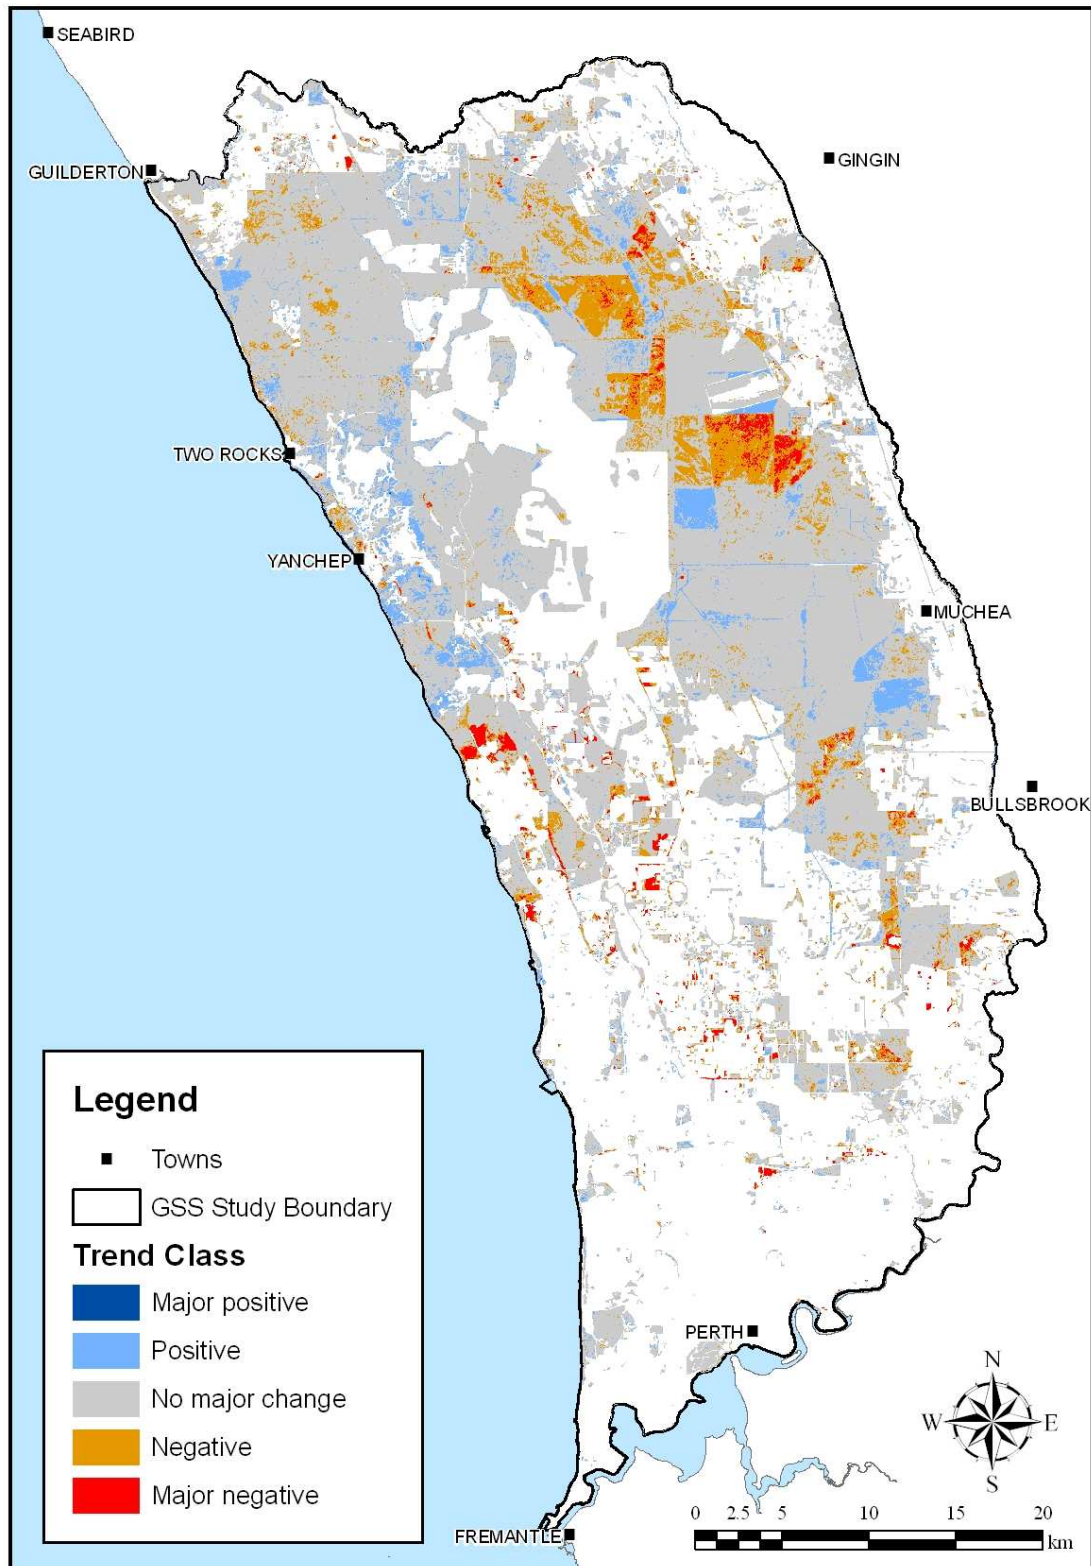 SEABIRD
GINGIN
GUILDERTON
TWO ROCKS
YANCHEP
MUCHEA
BULLSBROOK
Legend
Towns
GSS Study Boundary
Trend Class
Major positive
Positive
No major change
Negative
Major negative
PERTH
FREMANTLE
N
W E
S
0 2.5 5 10 15 20
km